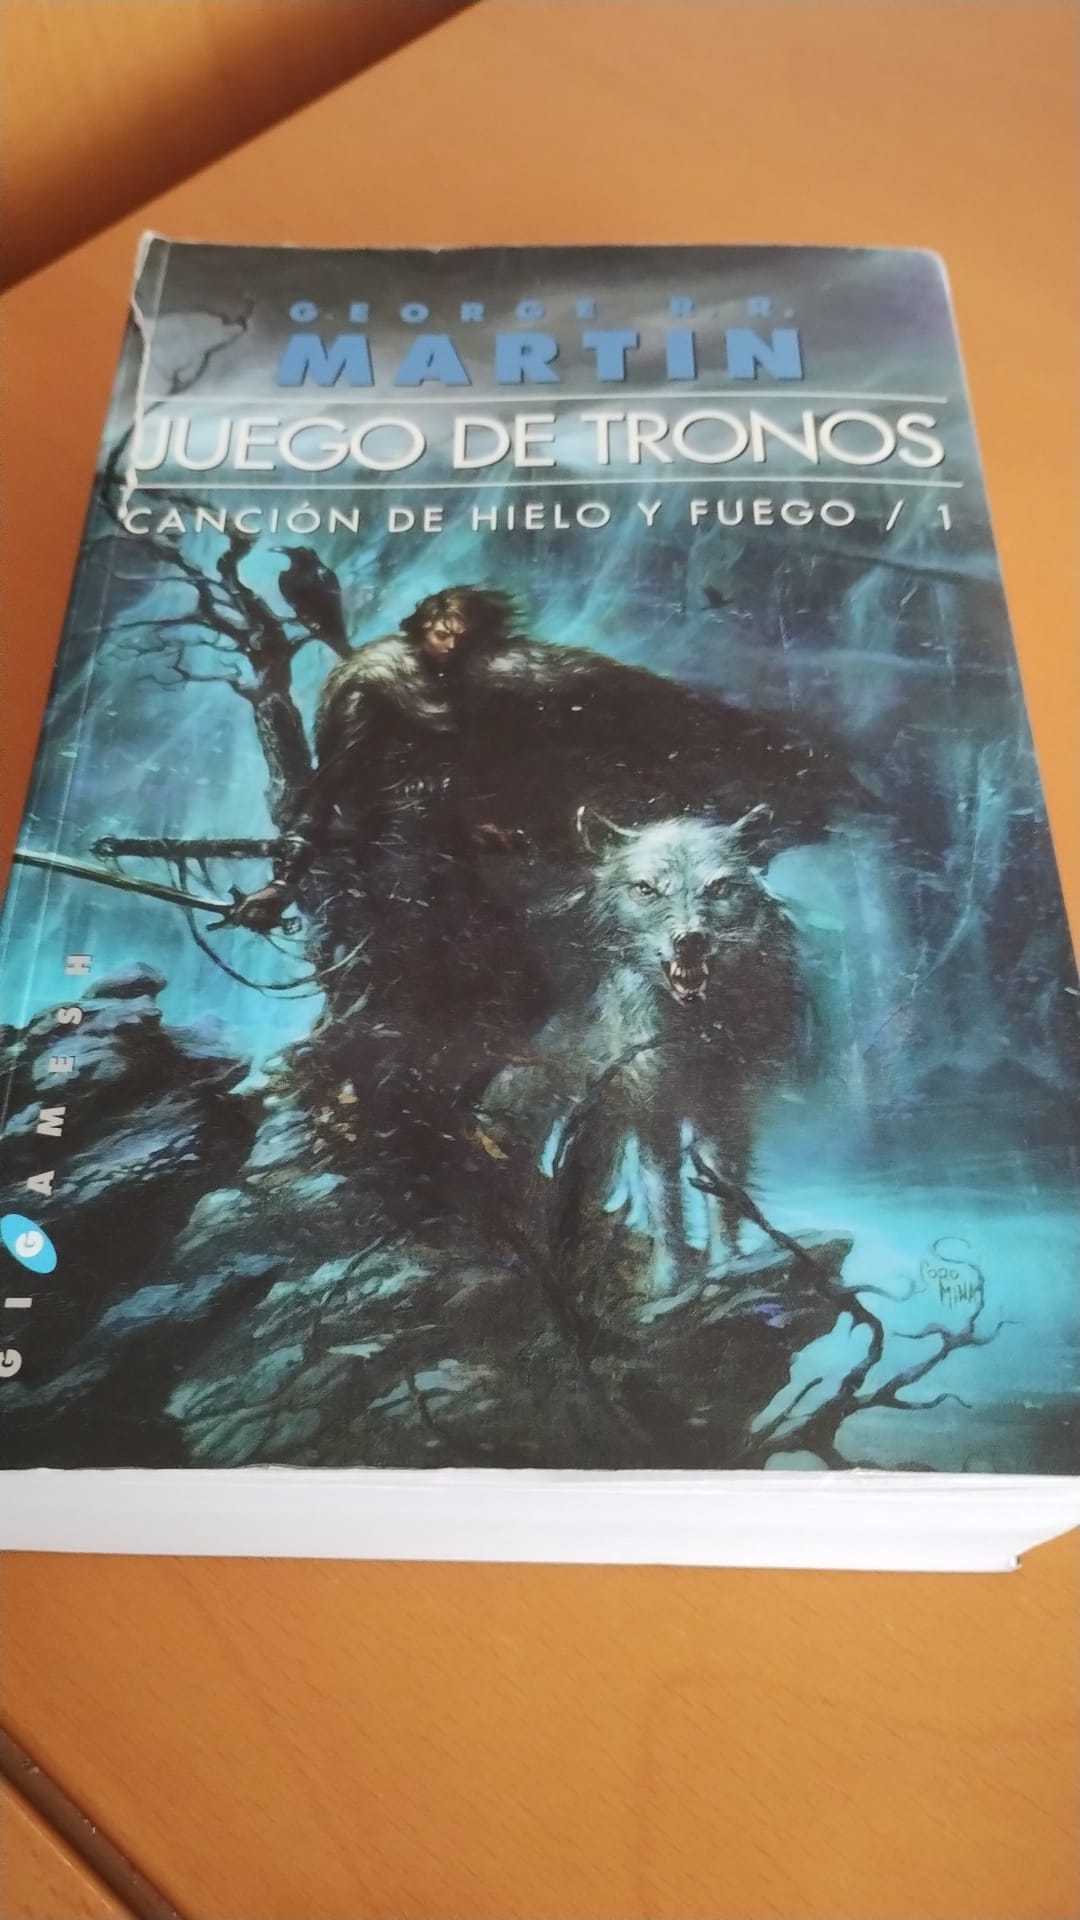 GEORGE R.R.
MARTIN
JUEGO DE TRONOS
CANCIÓN DE HIELO Y FUEGO / 1
GIGAMESH